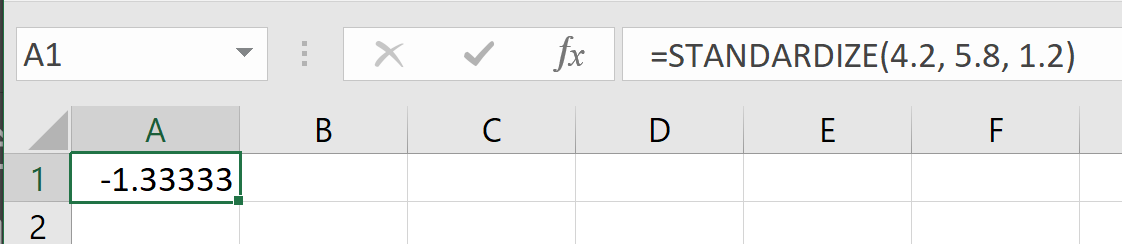 A1 fx =STANDARDIZE(4.2, 5.8, 1.2)
A B C D E F
1 -1.33333
2